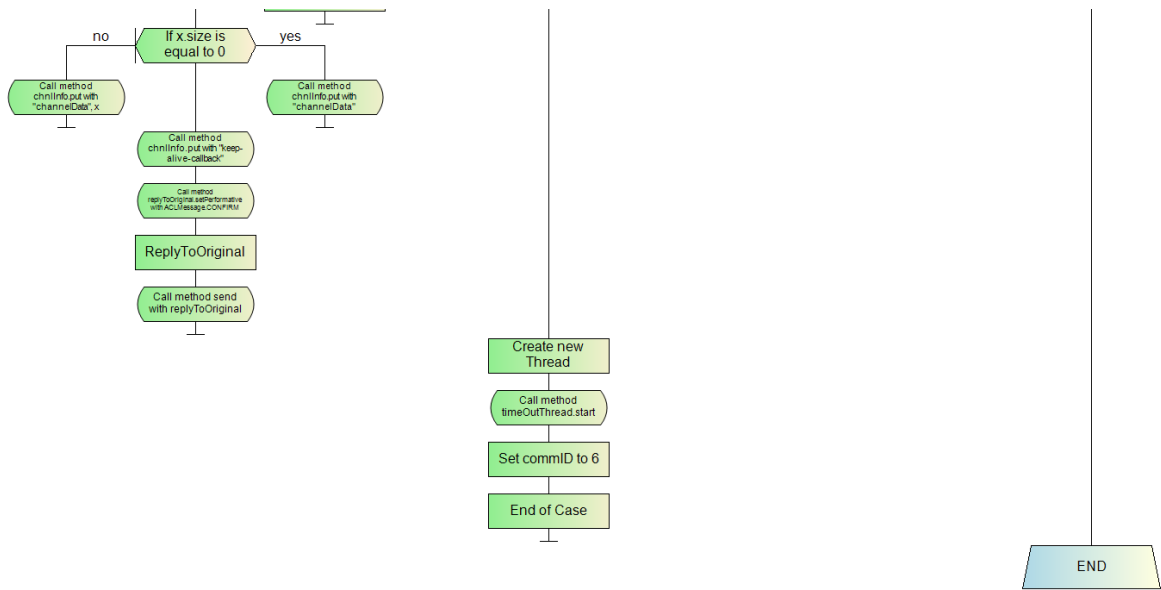 no
If x.size is
equal to 0
yes
Call method
chnlInfo.put with
"channelData", x
Call method
chnlInfo.put with
"channelData"
Call method
chnlInfo.put with "keep-
alive-callback"
Call method
replyToOriginal.setPerformative
with ACLMessage.CONFIRM
ReplyToOriginal
Call method send
with replyToOriginal
Create new
Thread
Call method
timeOutThread.start
Set commID to 6
End of Case
END